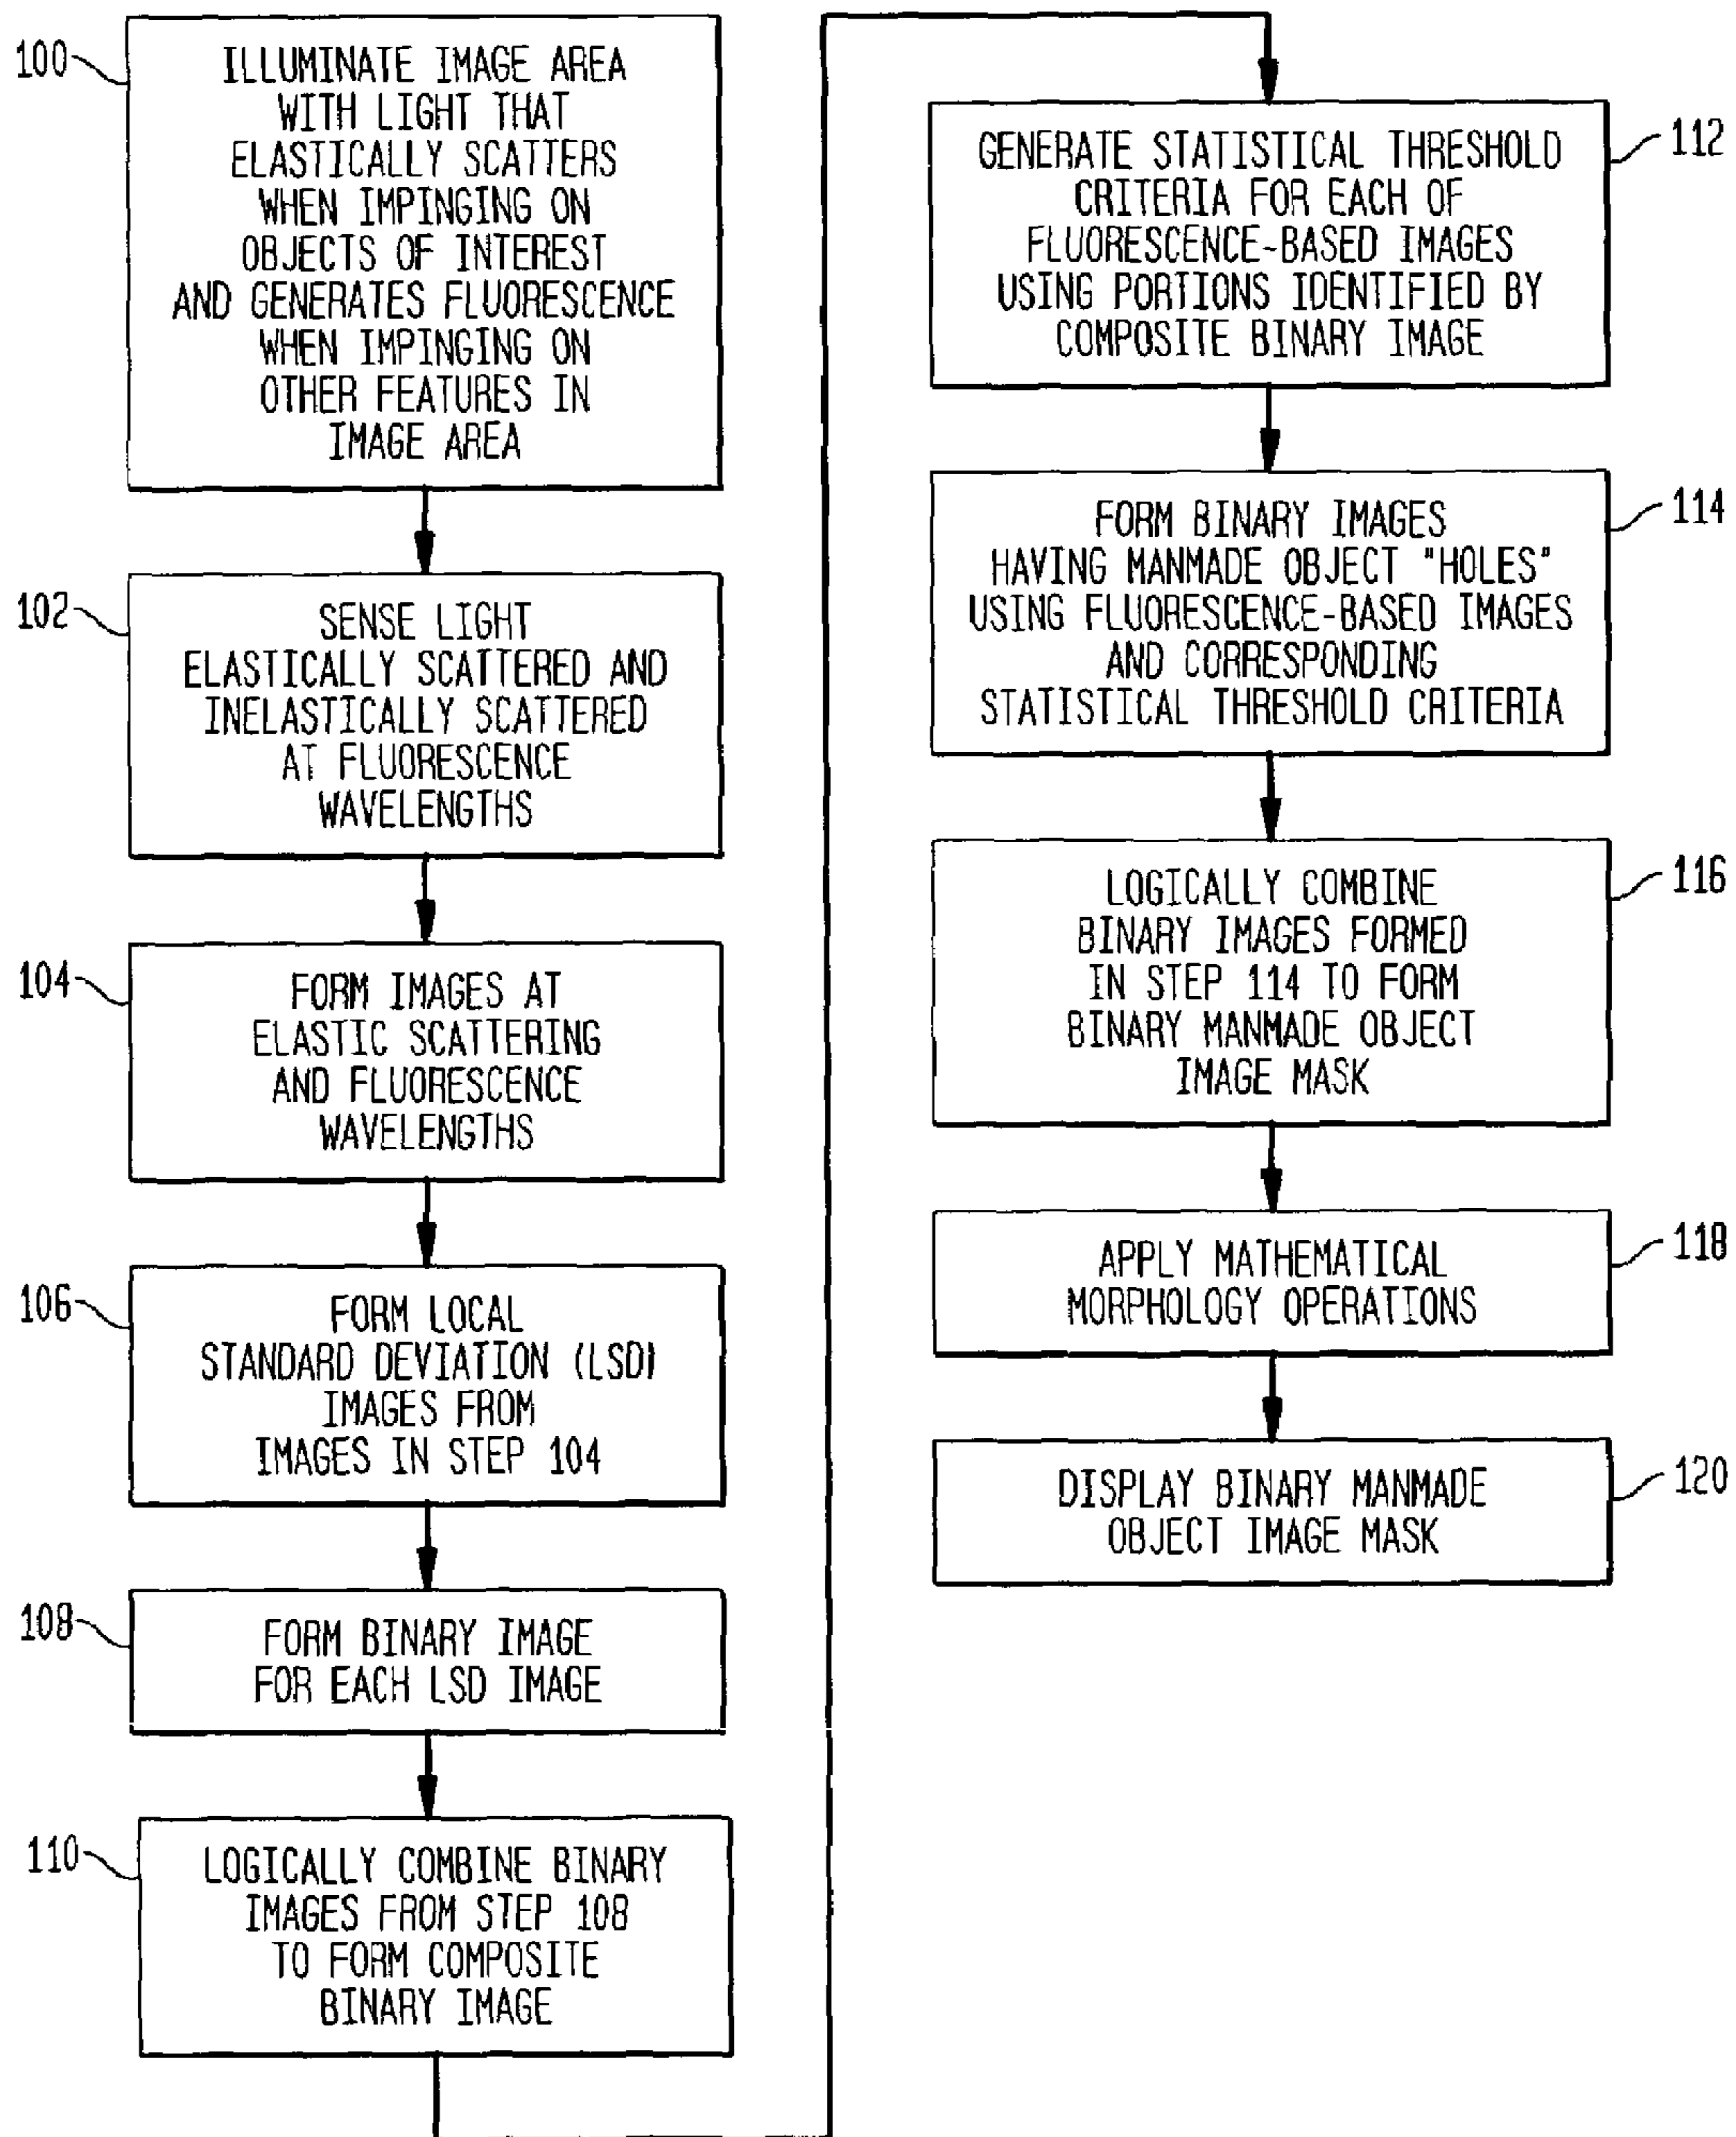 100
ILLUMINATE IMAGE AREA
WITH LIGHT THAT
ELASTICALLY SCATTERS
WHEN IMPINGING ON
OBJECTS OF INTEREST
AND GENERATES FLUORESCENCE
WHEN IMPINGING ON
OTHER FEATURES IN
IMAGE AREA
102
SENSE LIGHT
ELASTICALLY SCATTERED AND
INELASTICALLY SCATTERED
AT FLUORESCENCE
WAVELENGTHS
104
FORM IMAGES AT
ELASTIC SCATTERING
AND FLUORESCENCE
WAVELENGTHS
106
FORM LOCAL
STANDARD DEVIATION (LSD)
IMAGES FROM
IMAGES IN STEP 104
108
FORM BINARY IMAGE
FOR EACH LSD IMAGE
110
LOGICALLY COMBINE BINARY
IMAGES FROM STEP 108
TO FORM COMPOSITE
BINARY IMAGE
112
GENERATE STATISTICAL THRESHOLD
CRITERIA FOR EACH OF
FLUORESCENCE-BASED IMAGES
USING PORTIONS IDENTIFIED BY
COMPOSITE BINARY IMAGE
114
FORM BINARY IMAGES
HAVING MANMADE OBJECT "HOLES"
USING FLUORESCENCE-BASED IMAGES
AND CORRESPONDING
STATISTICAL THRESHOLD CRITERIA
116
LOGICALLY COMBINE
BINARY IMAGES FORMED
IN STEP 114 TO FORM
BINARY MANMADE OBJECT
IMAGE MASK
118
APPLY MATHEMATICAL
MORPHOLOGY OPERATIONS
120
DISPLAY BINARY MANMADE
OBJECT IMAGE MASK